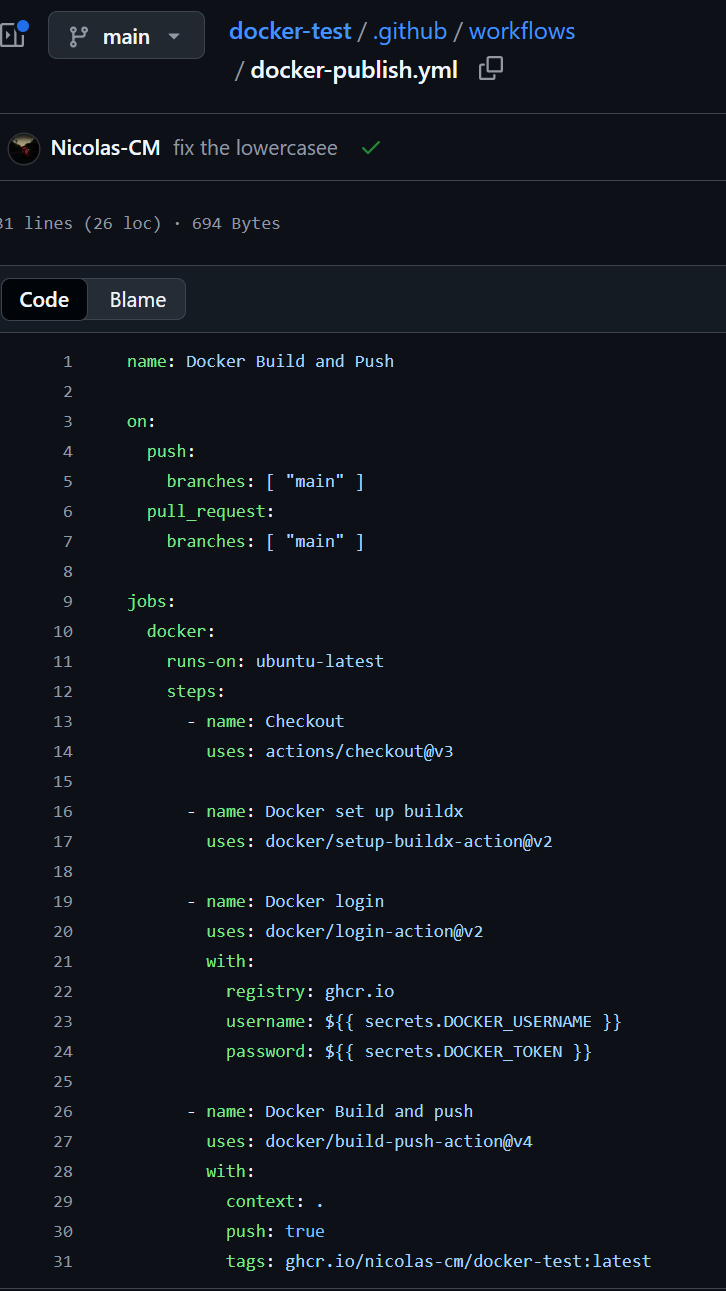 main docker-test / .github / workflows
/ docker-publish.yml
Nicolas-CM fix the lowercasee
31 lines (26 loc) · 694 Bytes
Code Blame
1 name: Docker Build and Push
2
3 on:
4   push:
5     branches: [ "main" ]
6   pull_request:
7     branches: [ "main" ]
8
9 jobs:
10   docker:
11     runs-on: ubuntu-latest
12     steps:
13       - name: Checkout
14         uses: actions/checkout@v3
15
16       - name: Docker set up buildx
17         uses: docker/setup-buildx-action@v2
18
19       - name: Docker login
20         uses: docker/login-action@v2
21         with:
22           registry: ghcr.io
23           username: ${{ secrets.DOCKER_USERNAME }}
24           password: ${{ secrets.DOCKER_TOKEN }}
25
26       - name: Docker Build and push
27         uses: docker/build-push-action@v4
28         with:
29           context: .
30           push: true
31           tags: ghcr.io/nicolas-cm/docker-test:latest